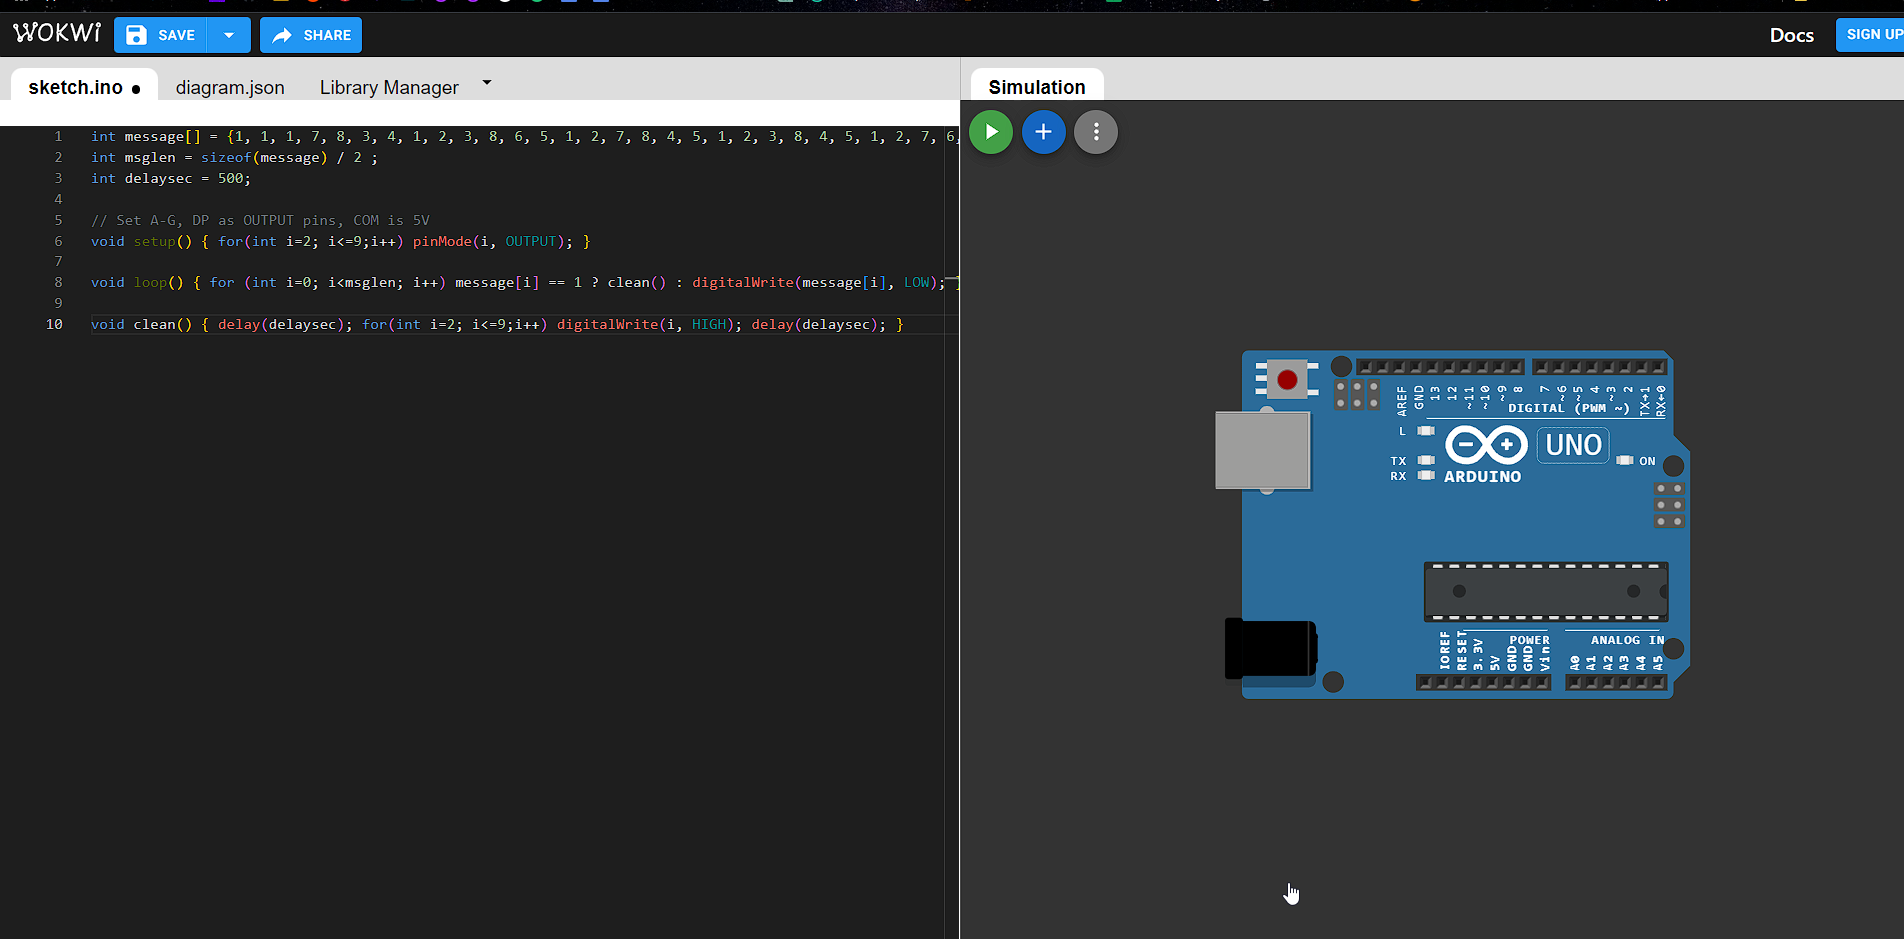 WOKWi SAVE SHARE Docs SIGN UP
sketch.ino ● diagram.json Library Manager Simulation
1 int message[] = {1, 1, 1, 7, 8, 3, 4, 1, 2, 3, 8, 6, 5, 1, 2, 7, 8, 4, 5, 1, 2, 3, 8, 4, 5, 1, 2, 7, 6,
2 int msglen = sizeof(message) / 2 ;
3 int delaysec = 500;
4
5 // Set A-G, DP as OUTPUT pins, COM is 5V
6 void setup() { for(int i=2; i<=9;i++) pinMode(i, OUTPUT); }
7
8 void loop() { for (int i=0; i<msglen; i++) message[i] == 1 ? clean() : digitalWrite(message[i], LOW); }
9
10 void clean() { delay(delaysec); for(int i=2; i<=9;i++) digitalWrite(i, HIGH); delay(delaysec); }
AREF GND 13 12 ~11 ~10 ~9 8 7 ~6 ~5 4 ~3 2 TX→1 RX←0
DIGITAL (PWM ~)
L
UNO
TX ON
RX ARDUINO
POWER ANALOG IN
IOREF RESET 3.3V 5V GND GND Vin A0 A1 A2 A3 A4 A5